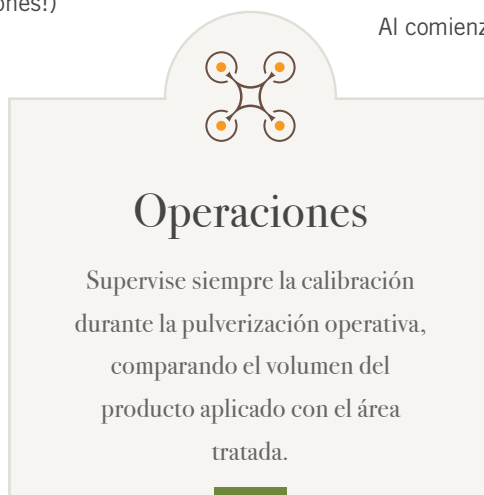 Al comienz
Operaciones
Supervise siempre la calibración
durante la pulverización operativa,
comparando el volumen del
producto aplicado con el área
tratada.